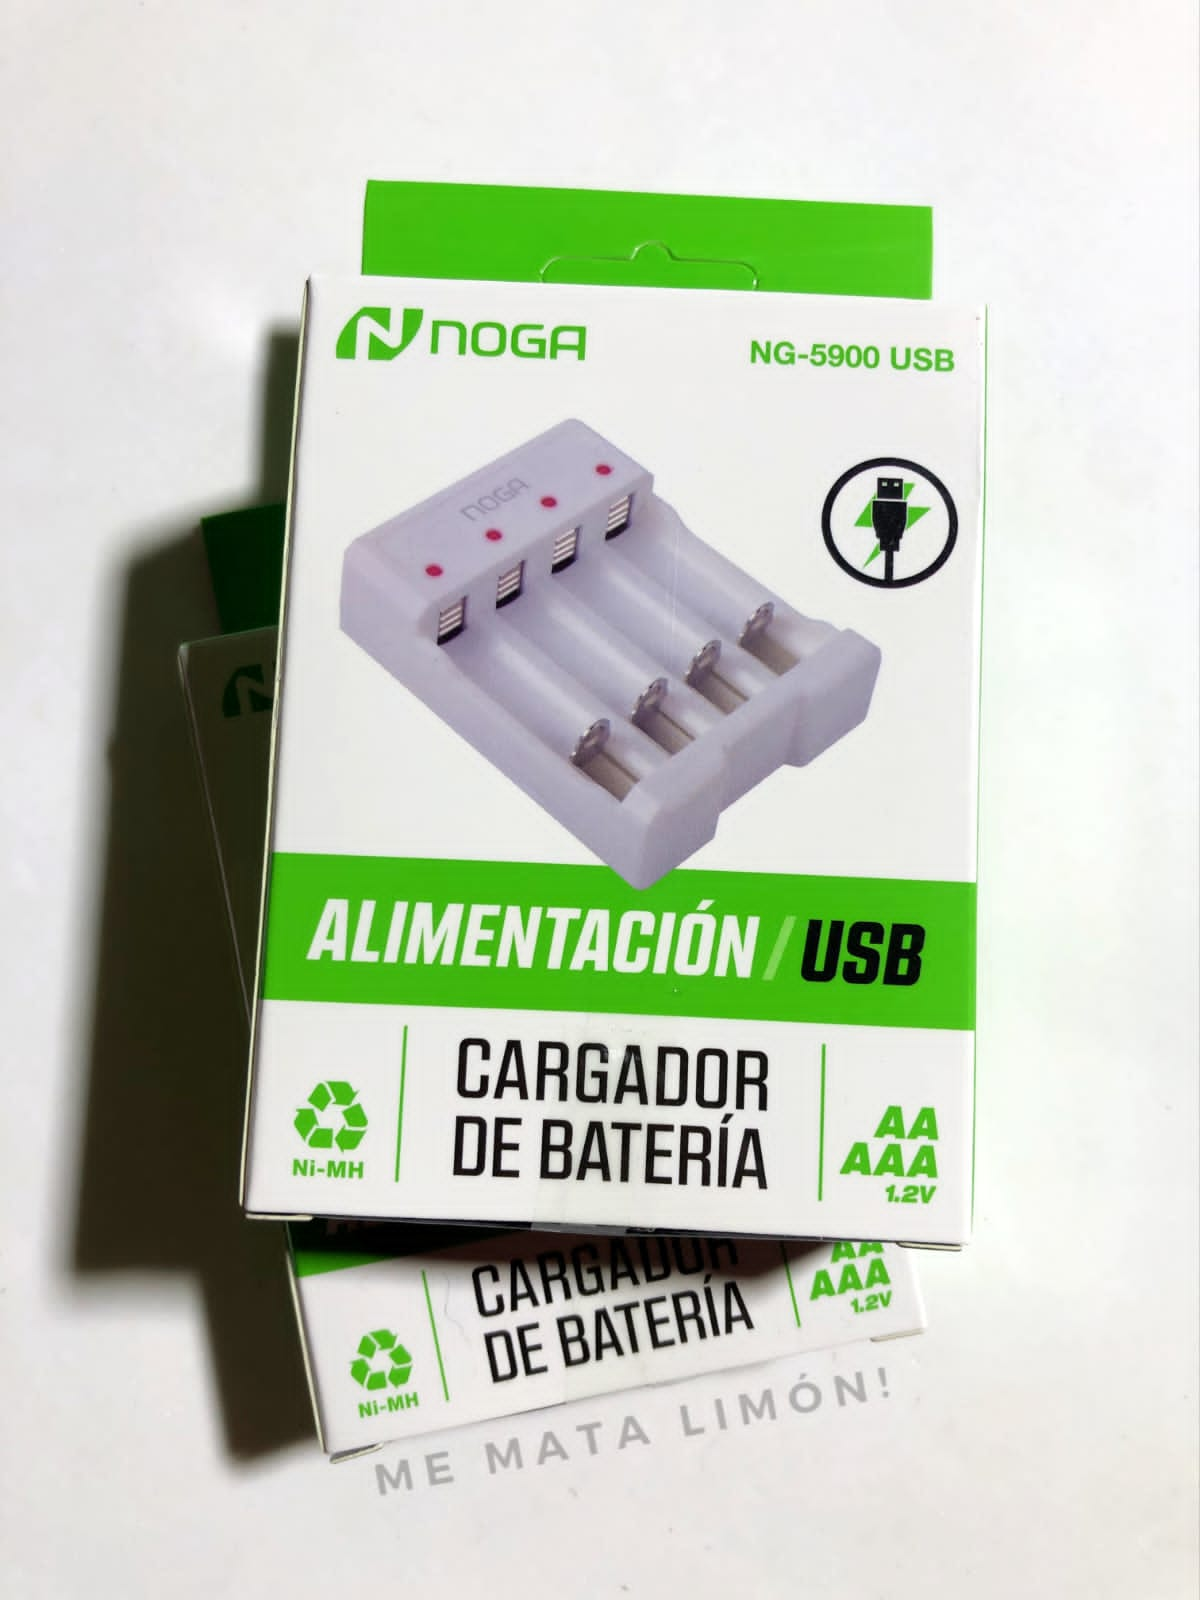 NOGA
NG-5900 USB
NOGA
ALIMENTACIÓN/USB
CARGADOR
DE BATERÍA
Ni-MH
AA
AAA
1.2V
CARGADOR
DE BATERÍA
Ni-MH
AA
AAA
1.2V
ME MATA LIMÓN!